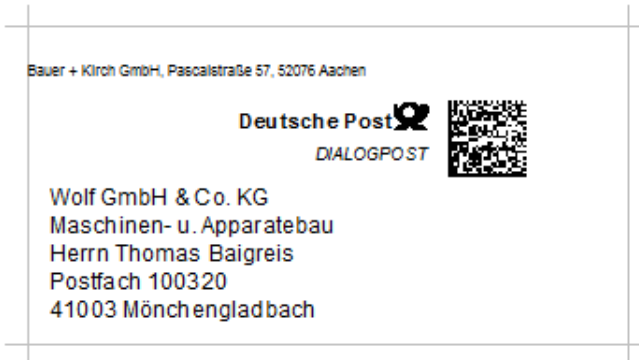 Bauer + Kirch GmbH, Pascalstraße 57, 52076 Aachen
Deutsche Post
DIALOGPOST
Wolf GmbH & Co. KG
Maschinen- u. Apparatebau
Herrn Thomas Baigreis
Postfach 100320
41003 Mönchengladbach